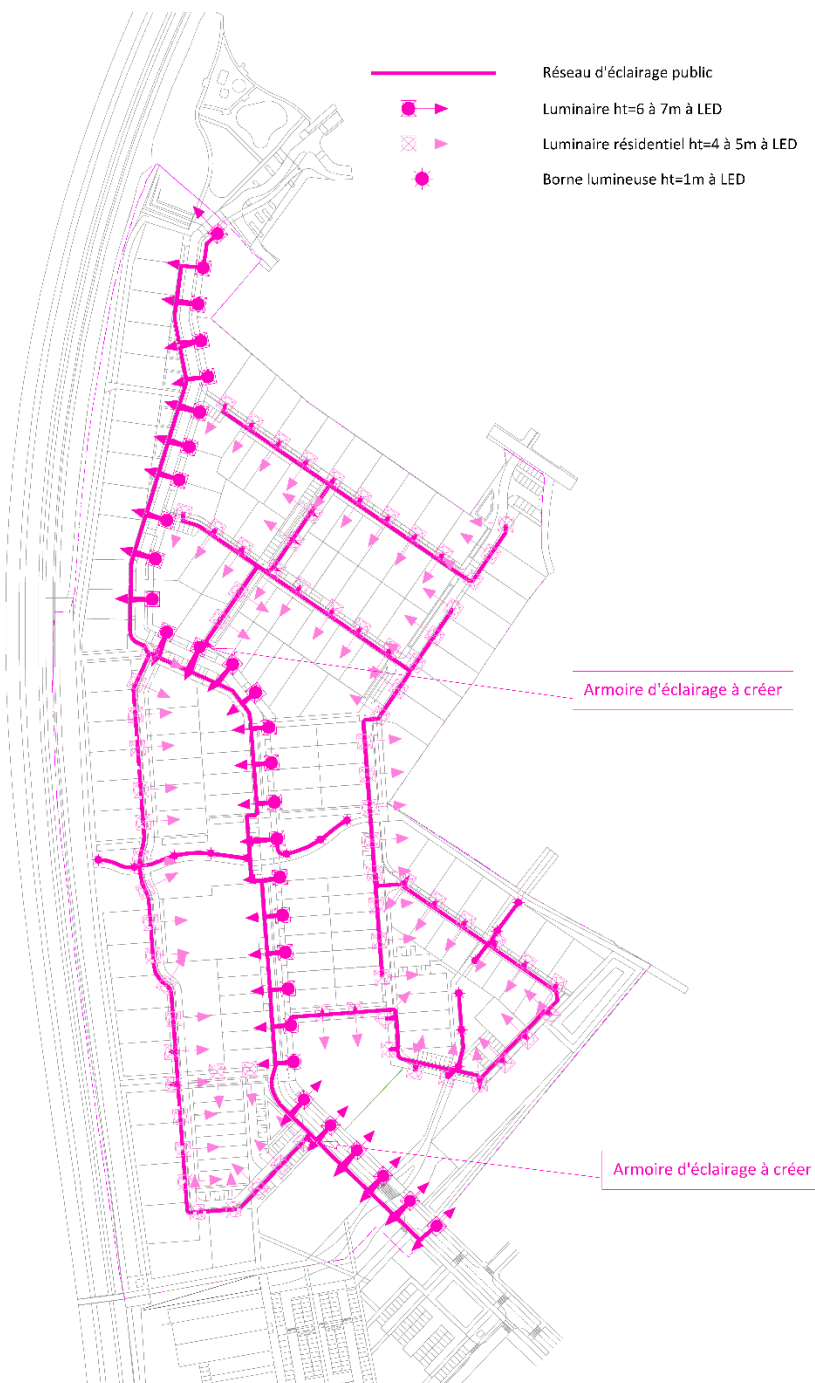 Réseau d'éclairage public
Luminaire ht=6 à 7m à LED
Luminaire résidentiel ht=4 à 5m à LED
Borne lumineuse ht=1m à LED
Armoire d’éclairage à créer
Armoire d'éclairage à créer